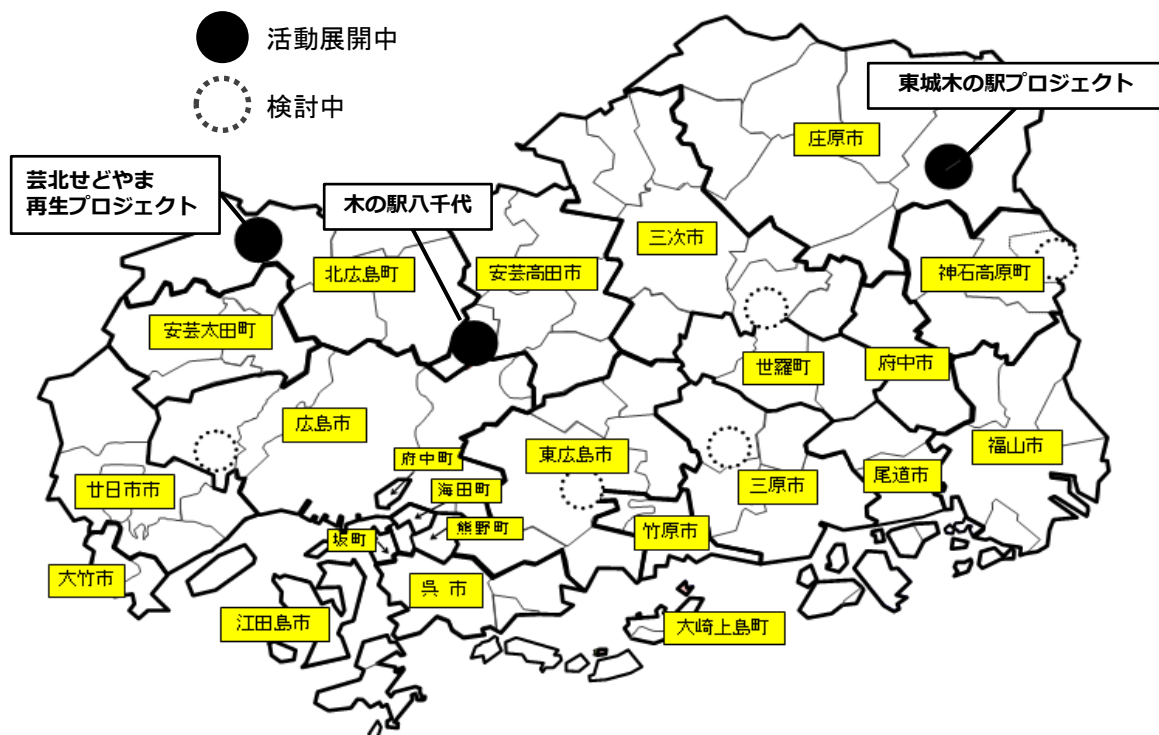 活動展開中
検討中
東城木の駅プロジェクト
芸北せどやま
再生プロジェクト
木の駅八千代
庄原市
三次市
北広島町
安芸高田市
神石高原町
安芸太田町
世羅町
府中市
広島市
東広島市
福山市
府中町
尾道市
廿日市市
海田町
三原市
熊野町
竹原市
坂町
大竹市
呉 市
江田島市
大崎上島町